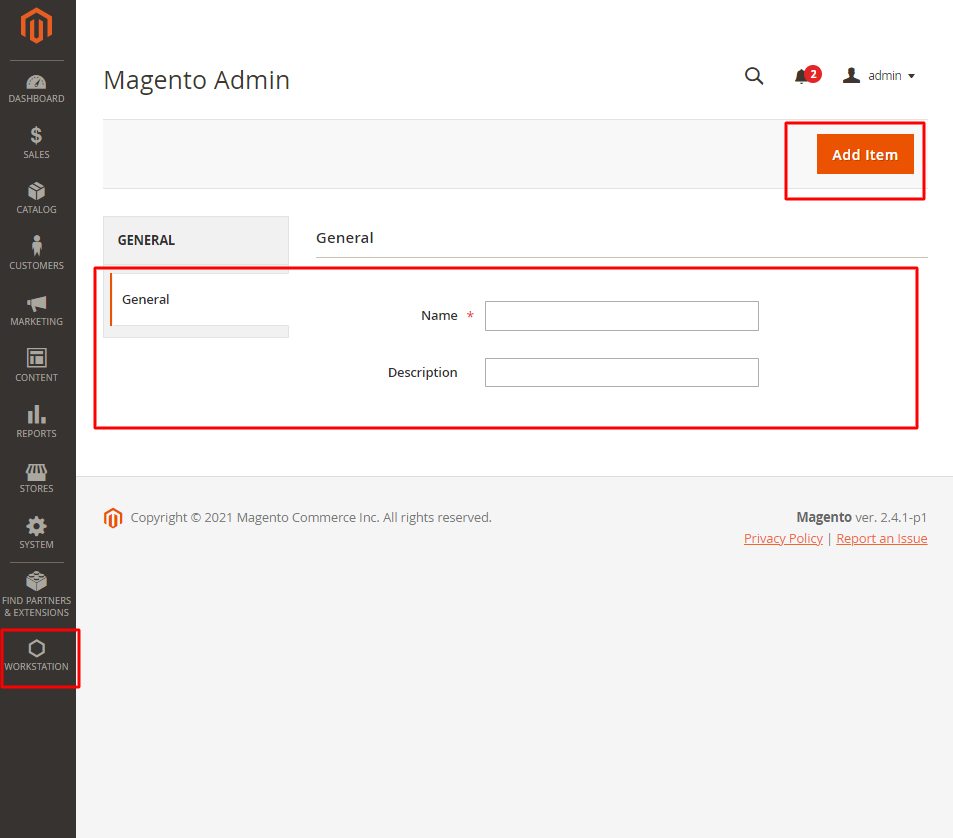 DASHBOARD
SALES
CATALOG
CUSTOMERS
MARKETING
CONTENT
REPORTS
STORES
SYSTEM
FIND PARTNERS
& EXTENSIONS
WORKSTATION
Magento Admin
2
admin
Add Item
GENERAL
General
General
Name *
Description
Copyright © 2021 Magento Commerce Inc. All rights reserved.
Magento ver. 2.4.1-p1
Privacy Policy | Report an Issue